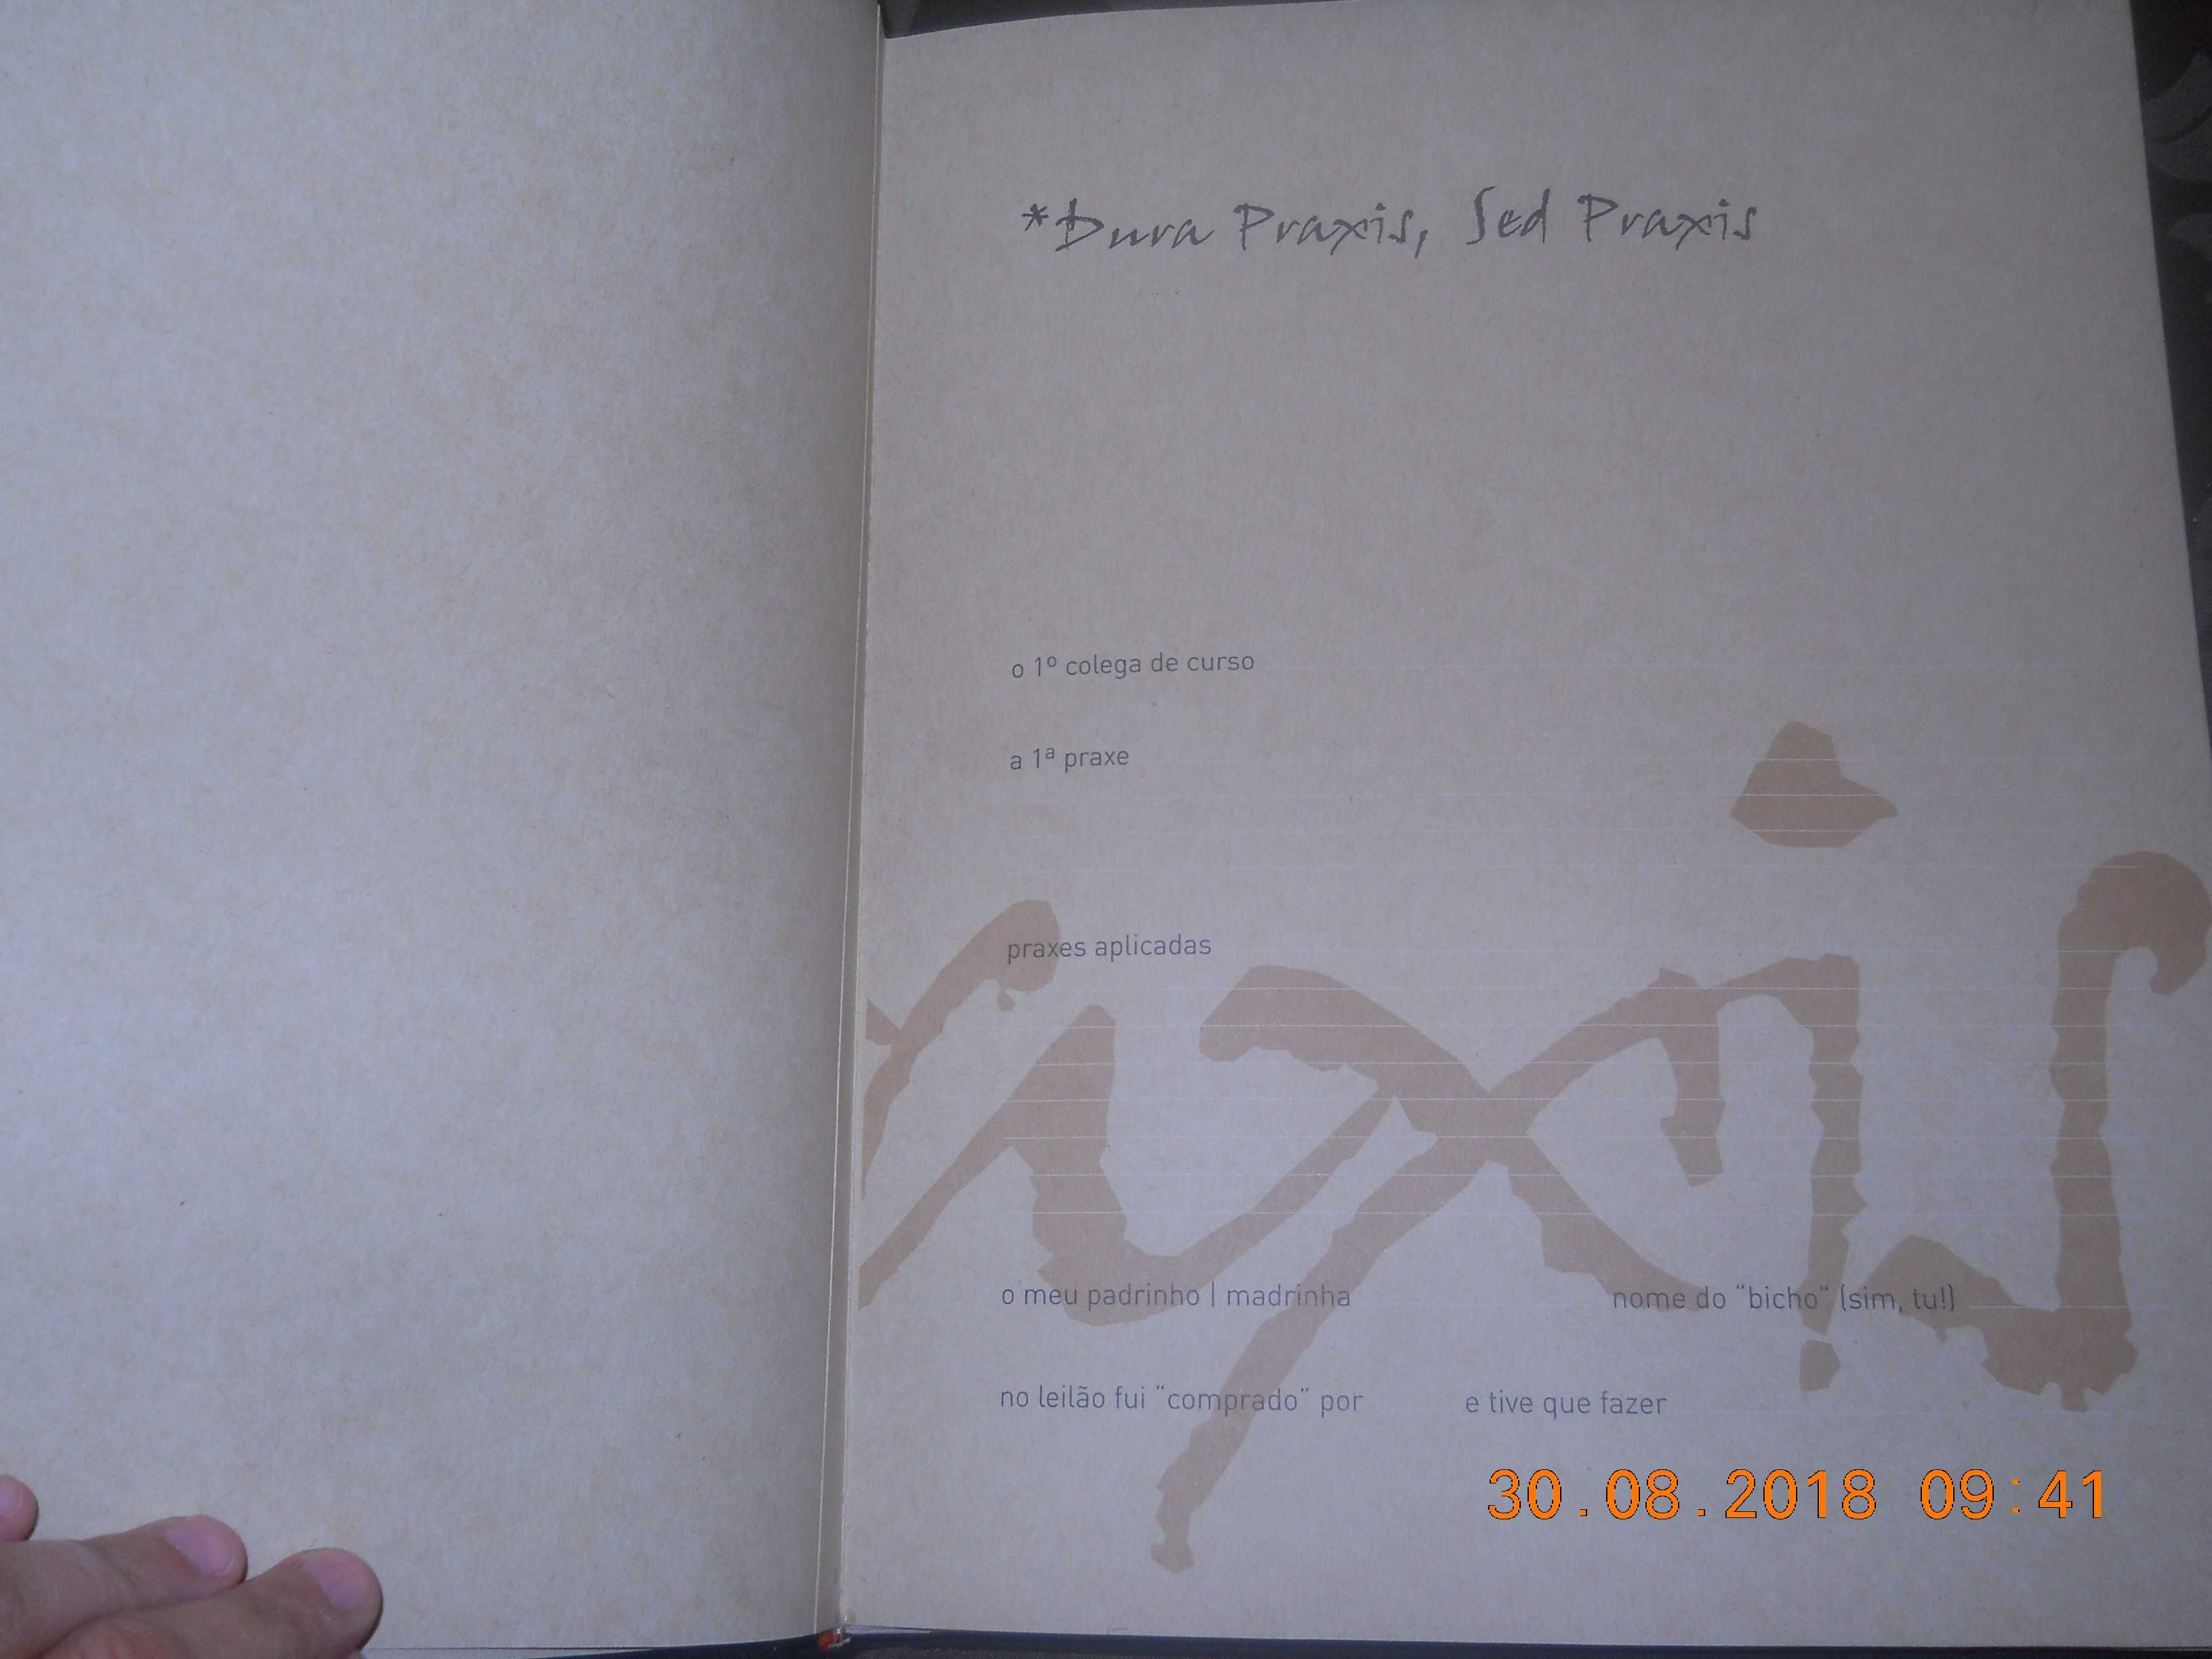 *Dura Praxis, Sed Praxis
o 1º colega de curso
a 1ª praxe
praxes aplicadas
o meu padrinho | madrinha
nome do "bicho" (sim, tu!)
no leilão fui "comprado" por
e tive que fazer
30.08.2018 09:41